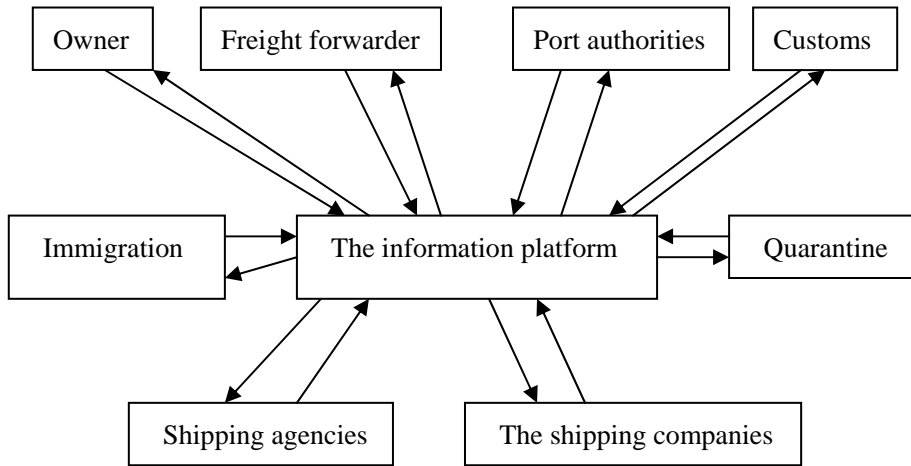 Owner
Freight forwarder
Port authorities
Customs
Immigration
The information platform
Quarantine
Shipping agencies
The shipping companies